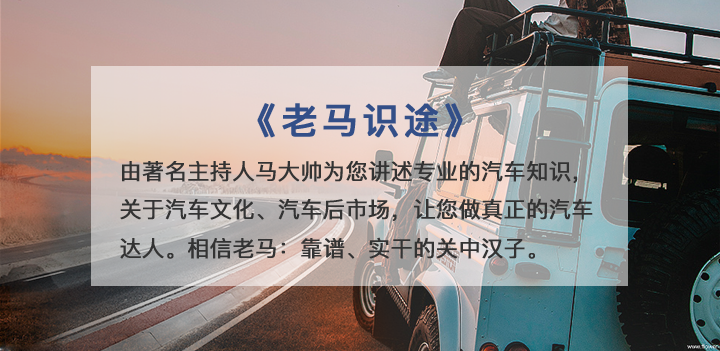 《老马识途》
由著名主持人马大帅为您讲述专业的汽车知识，
关于汽车文化、汽车后市场，让您做真正的汽车
达人。相信老马：靠谱、实干的关中汉子。